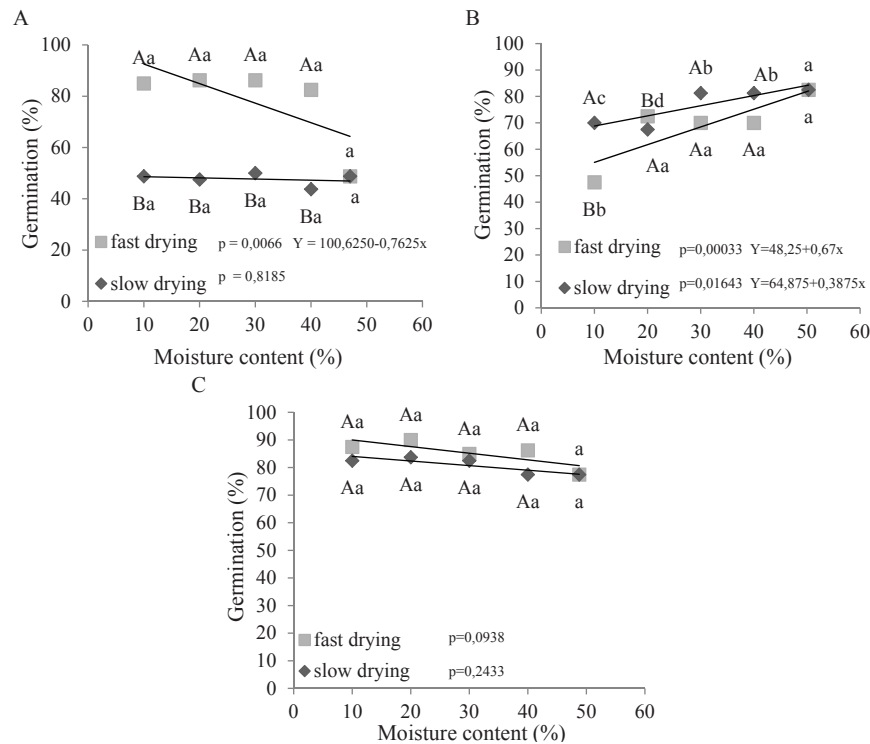 A
100
80
60
40
20
0
Germination (%)
Aa Aa Aa Aa
a
a
Ba Ba Ba Ba
fast drying p = 0,0066 Y = 100,6250-0,7625x
slow drying p = 0,8185
0 10 20 30 40 50 60
Moisture content (%)
B
100
90
80
70
60
50
40
30
20
10
0
Germination (%)
Ac Bd Ab Ab a
Bb Aa Aa Aa a
fast drying p=0,00033 Y=48,25+0,67x
slow drying p=0,01643 Y=64,875+0,3875x
0 10 20 30 40 50 60
Moisture content (%)
C
100
90
80
70
60
50
40
30
20
10
0
Germination (%)
Aa Aa Aa Aa a
Aa Aa Aa Aa a
fast drying p=0,0938
slow drying p=0,2433
0 10 20 30 40 50 60
Moisture content (%)